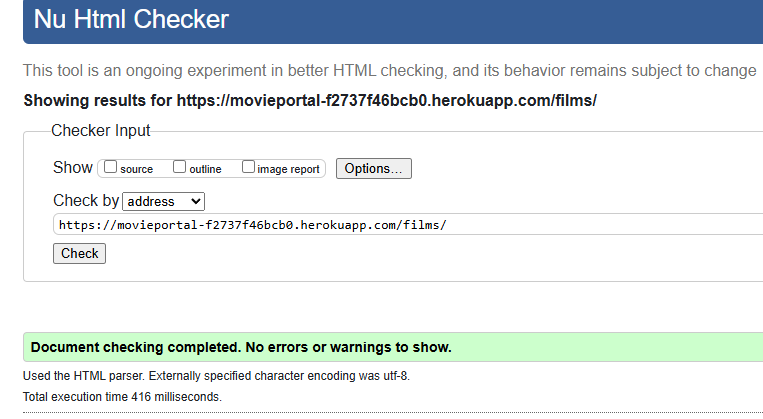 Nu Html Checker
This tool is an ongoing experiment in better HTML checking, and its behavior remains subject to change
Showing results for https://movieportal-f2737f46bcb0.herokuapp.com/films/
Checker Input
Show source outline image report Options...
Check by address
https://movieportal-f2737f46bcb0.herokuapp.com/films/
Check
Document checking completed. No errors or warnings to show.
Used the HTML parser. Externally specified character encoding was utf-8.
Total execution time 416 milliseconds.